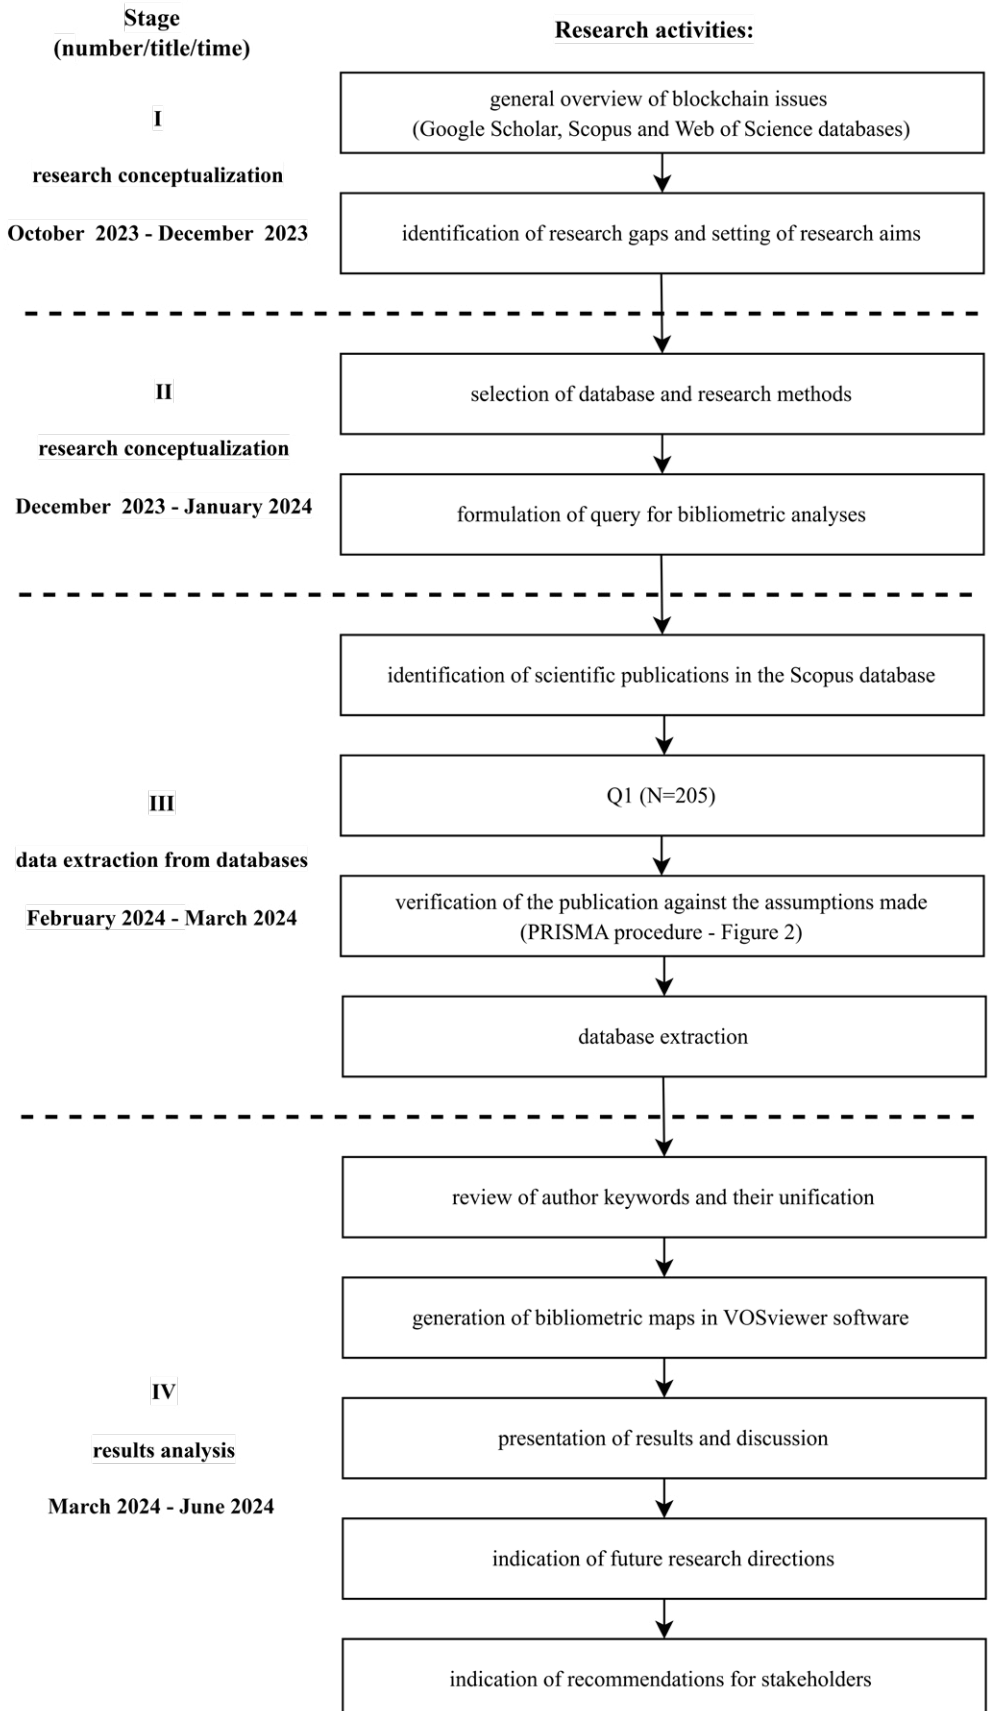 Stage
(number/title/time)
Research activities:
I
research conceptualization
October 2023 - December 2023
general overview of blockchain issues
(Google Scholar, Scopus and Web of Science databases)
identification of research gaps and setting of research aims
II
research conceptualization
December 2023 - January 2024
selection of database and research methods
formulation of query for bibliometric analyses
III
data extraction from databases
February 2024 - March 2024
identification of scientific publications in the Scopus database
Q1 (N=205)
verification of the publication against the assumptions made
(PRISMA procedure - Figure 2)
database extraction
IV
results analysis
March 2024 - June 2024
review of author keywords and their unification
generation of bibliometric maps in VOSviewer software
presentation of results and discussion
indication of future research directions
indication of recommendations for stakeholders